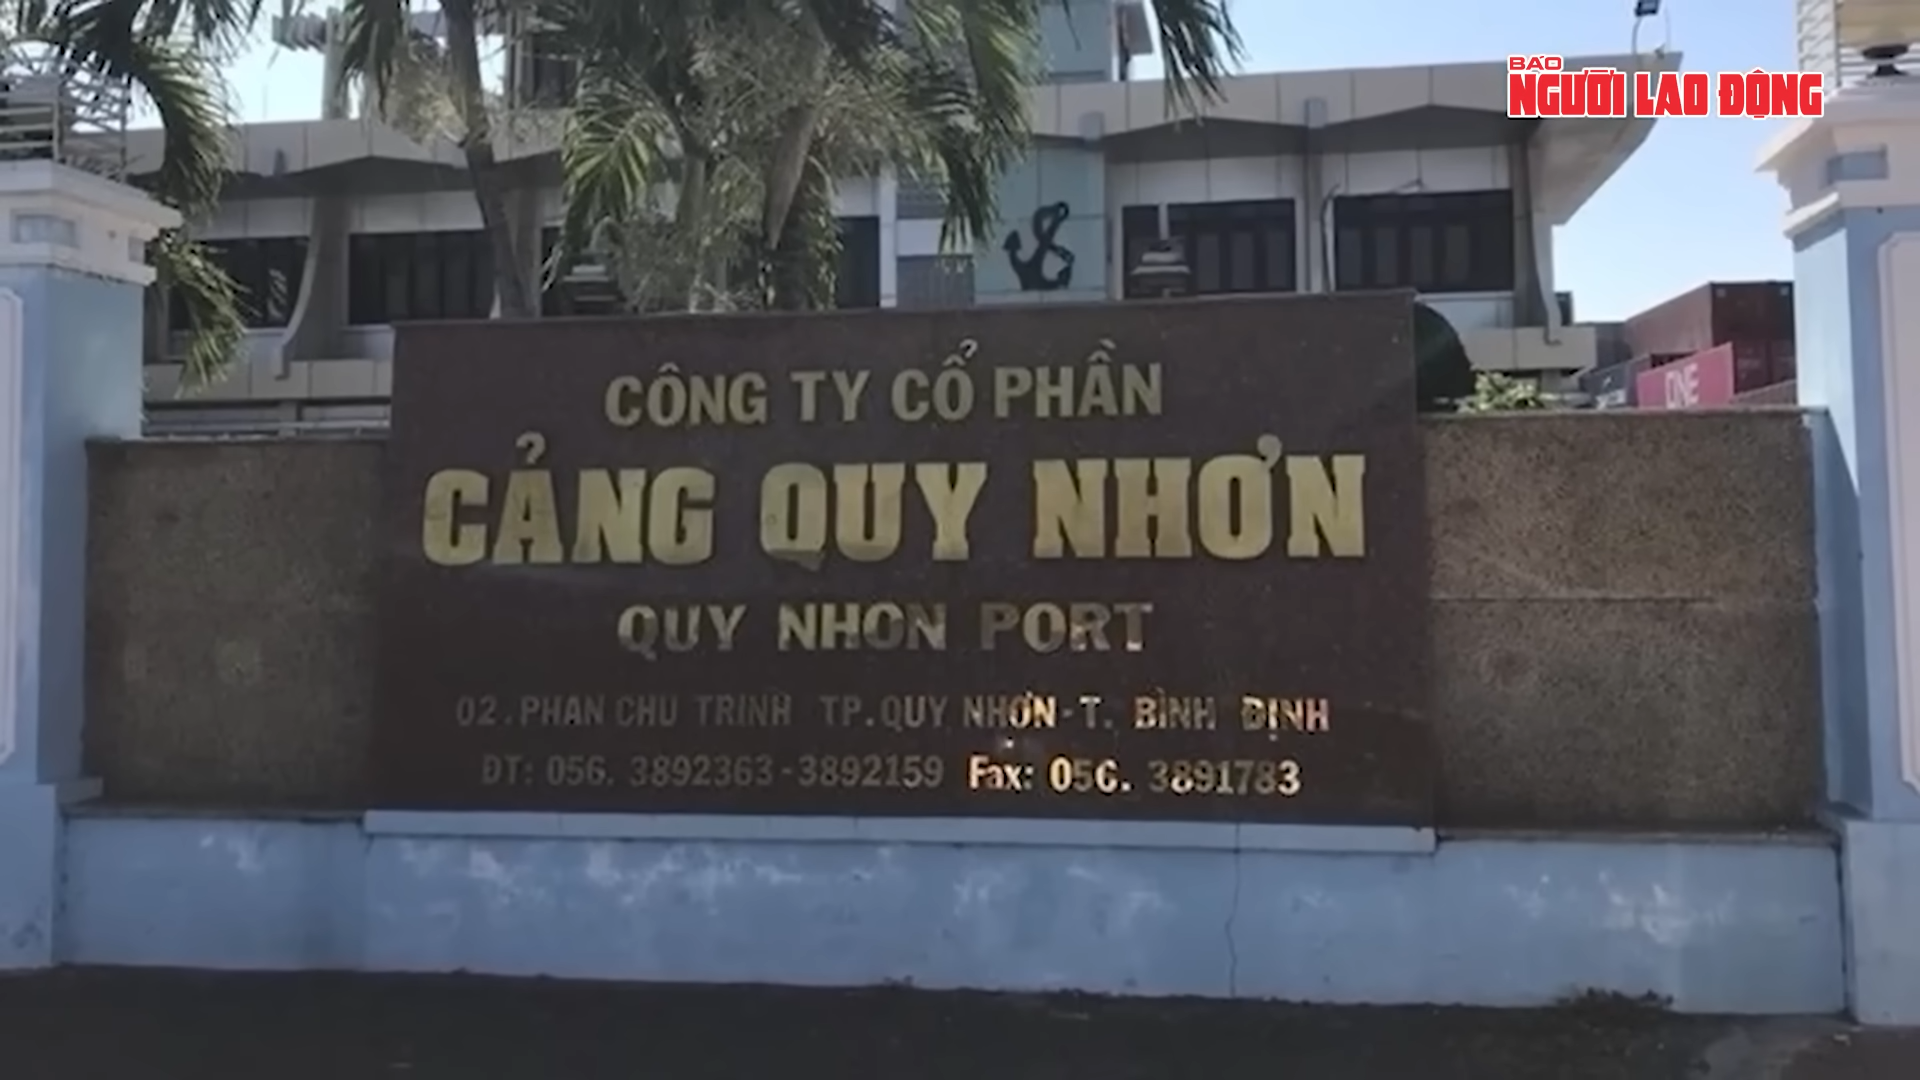 BÁO
NGƯỜI LAO ĐỘNG
ONE
CÔNG TY CỔ PHẦN
CẢNG QUY NHƠN
QUY NHON PORT
02.PHAN CHU TRINH TP.QUY NHƠN-T. BÌNH ĐỊNH
ĐT: 056. 3892363-3892159 Fax: 056. 3891783